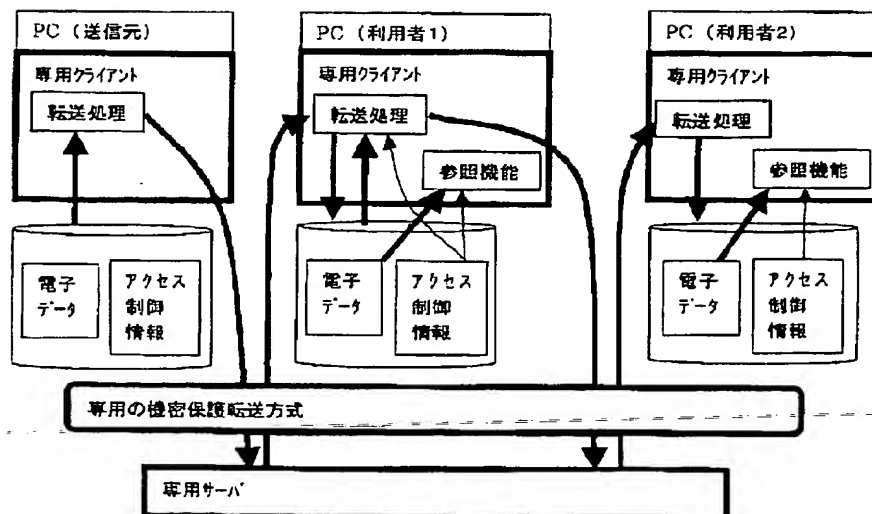 PC（送信元）
専用クライアント
転送処理
電子
データ
アクセス
制御
情報
PC（利用者1）
専用クライアント
転送処理
参照機能
電子
データ
アクセス
制御
情報
PC（利用者2）
専用クライアント
転送処理
参照機能
電子
データ
アクセス
制御
情報
専用の機密保護転送方式
専用サーバ